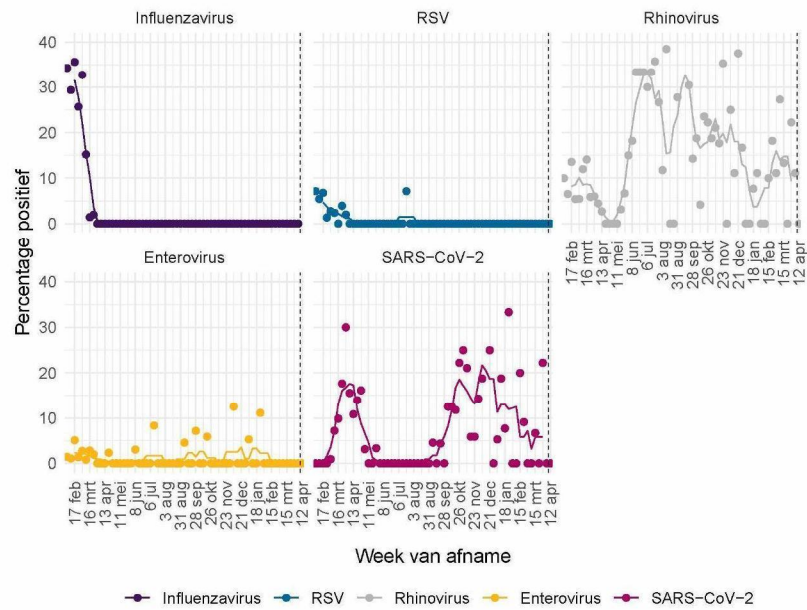 Influenzavirus
RSV
Rhinovirus
Percentage positief
40
30
20
10
0
17 feb
16 mrt
13 apr
11 mei
8 jun
6 jul
3 aug
31 aug
28 sep
26 okt
23 nov
21 dec
18 jan
15 feb
15 mrt
12 apr
Enterovirus
SARS−CoV−2
40
30
20
10
0
17 feb
16 mrt
13 apr
11 mei
8 jun
6 jul
3 aug
31 aug
28 sep
26 okt
23 nov
21 dec
18 jan
15 feb
15 mrt
12 apr
17 feb
16 mrt
13 apr
11 mei
8 jun
6 jul
3 aug
31 aug
28 sep
26 okt
23 nov
21 dec
18 jan
15 feb
15 mrt
12 apr
Week van afname
Influenzavirus RSV Rhinovirus Enterovirus SARS−CoV−2